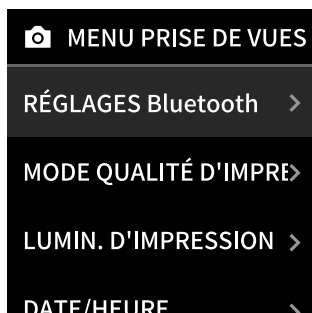 MENU PRISE DE VUES
RÉGLAGES Bluetooth
MODE QUALITÉ D'IMPRE
LUMIN. D'IMPRESSION
DATE/HEURE